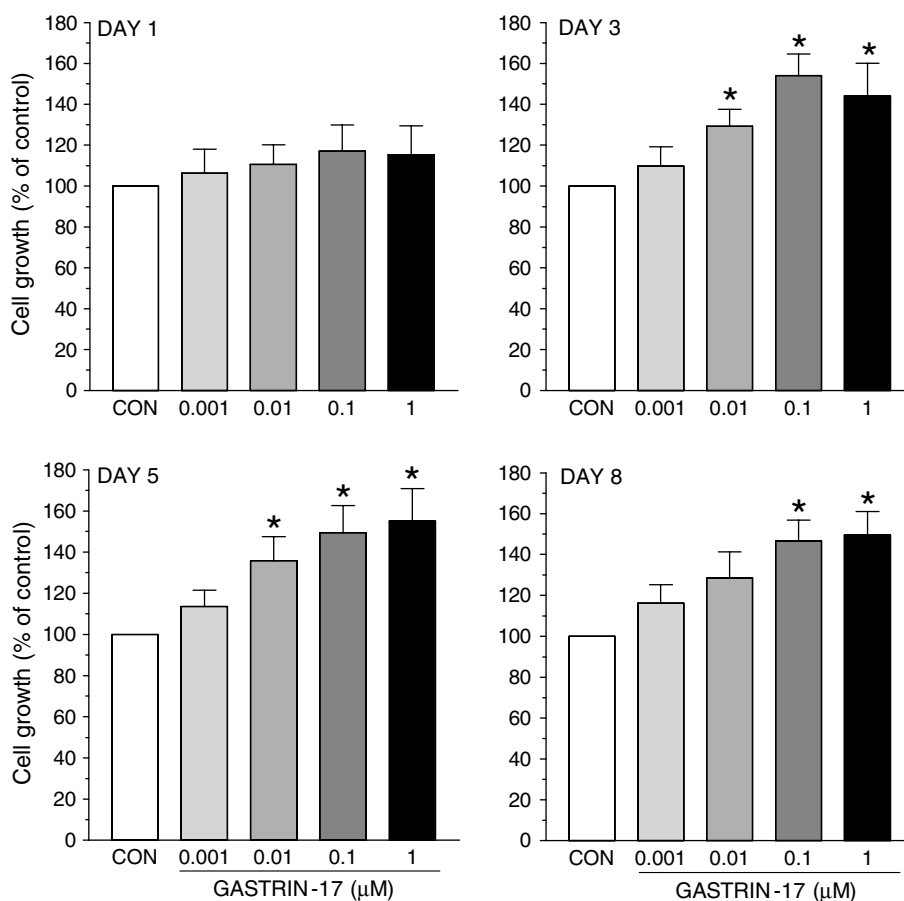 DAY 1
Cell growth (% of control)
180
160
140
120
100
80
60
40
20
0
CON 0.001 0.01 0.1 1
DAY 3
180
160
140
120
100
80
60
40
20
0
* * *
CON 0.001 0.01 0.1 1
DAY 5
Cell growth (% of control)
180
160
140
120
100
80
60
40
20
0
* * *
CON 0.001 0.01 0.1 1
GASTRIN-17 (μM)
DAY 8
180
160
140
120
100
80
60
40
20
0
* *
CON 0.001 0.01 0.1 1
GASTRIN-17 (μM)